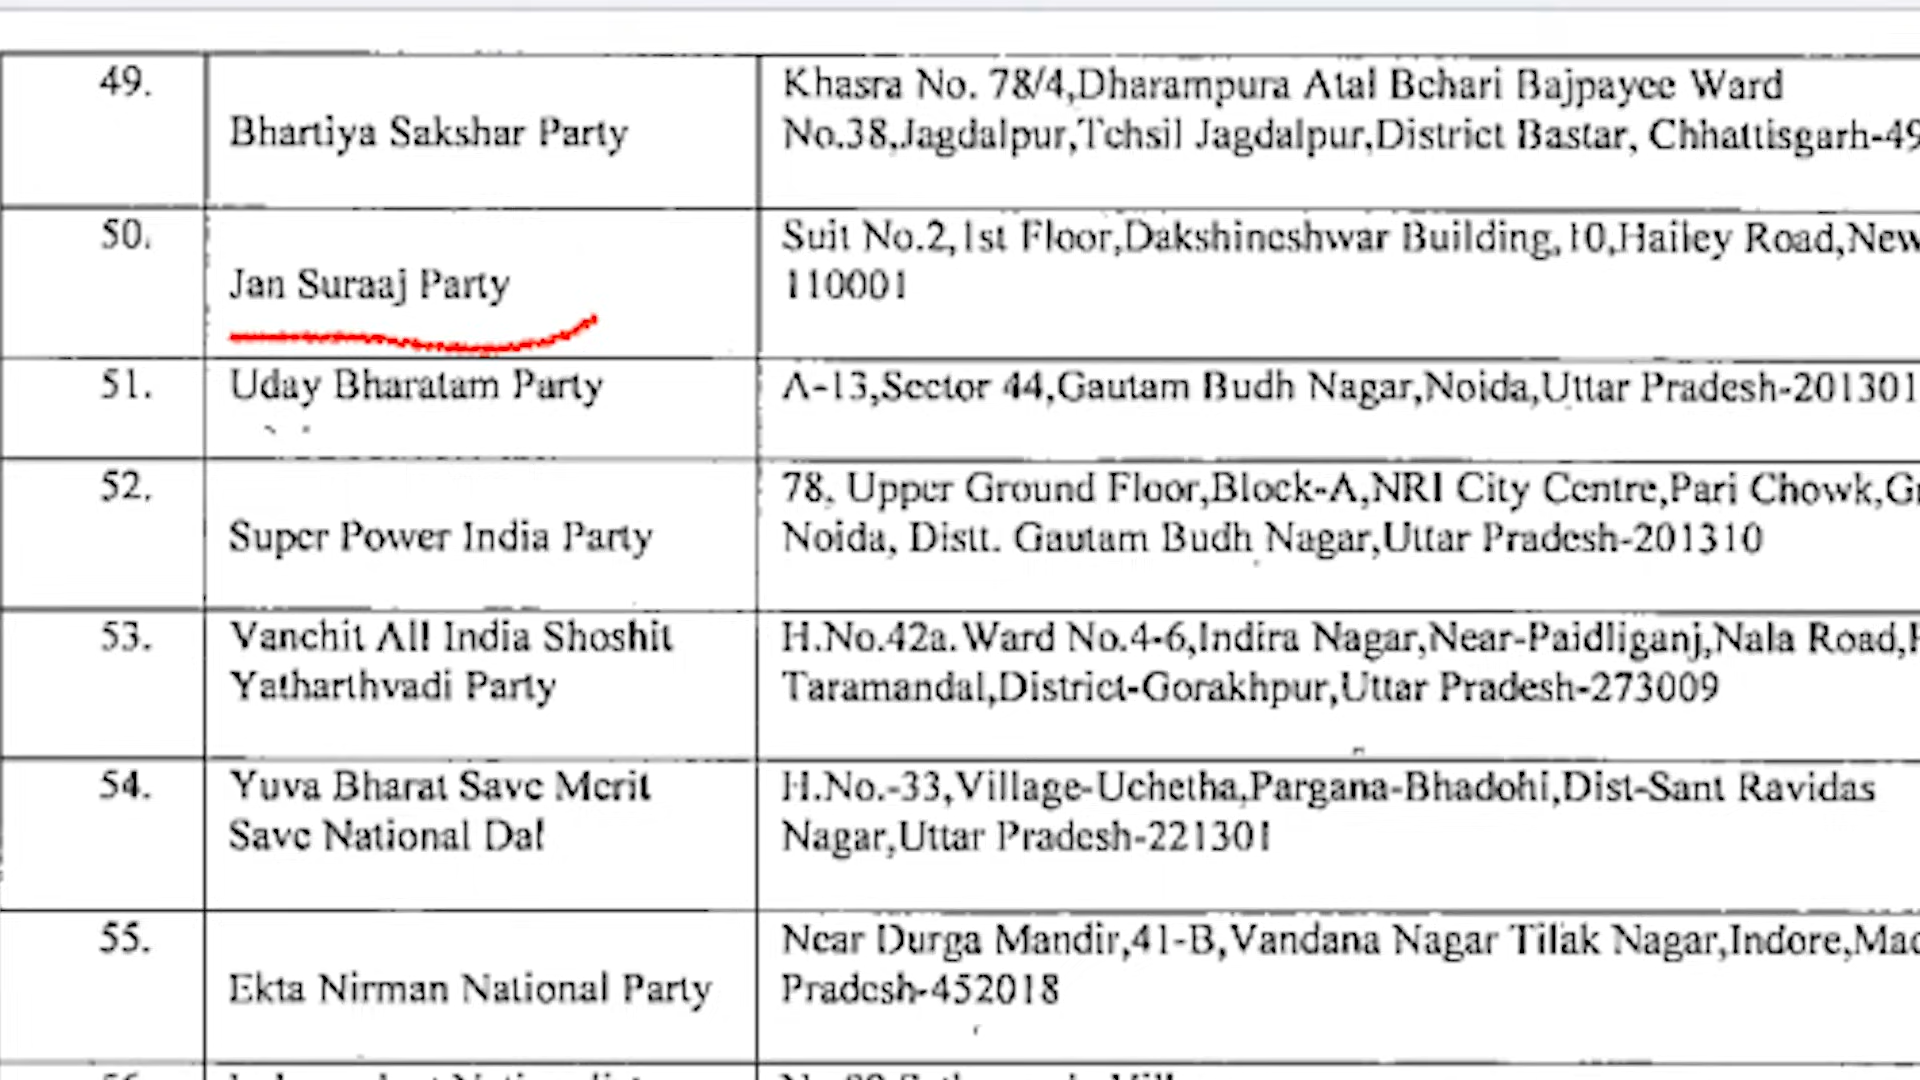 49.
Bhartiya Sakshar Party
Khasra No. 78/4,Dharampura Atal Behari Bajpayee Ward
No.38,Jagdalpur,Tehsil Jagdalpur,District Bastar, Chhattisgarh-49
50.
Jan Suraaj Party
Suit No.2,1st Floor,Dakshineshwar Building,10,Hailey Road,New
110001
51.
Uday Bharatam Party
A-13,Sector 44,Gautam Budh Nagar,Noida,Uttar Pradesh-201301
52.
Super Power India Party
78, Upper Ground Floor,Block-A,NRI City Centre,Pari Chowk,
Noida, Distt. Gautam Budh Nagar,Uttar Pradesh-201310
53.
Vanchit All India Shoshit
Yatharthvadi Party
H.No.42a.Ward No.4-6,Indira Nagar,Near-Paidliganj,Nala Road,
Taramandal,District-Gorakhpur,Uttar Pradesh-273009
54.
Yuva Bharat Save Merit
Save National Dal
H.No.-33,Village-Uchetha,Pargana-Bhadohi,Dist-Sant Ravidas
Nagar,Uttar Pradesh-221301
55.
Ekta Nirman National Party
Near Durga Mandir,41-B,Vandana Nagar Tilak Nagar,Indore,
Pradesh-452018